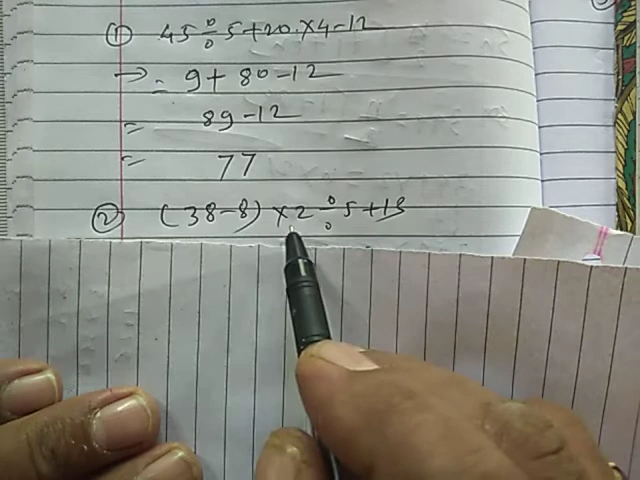 ① 45 ÷ 5 + 20 × 4 - 12
→ = 9 + 80 - 12
= 89 - 12
= 77
② (38 - 8) × 2 ÷ 5 + 13